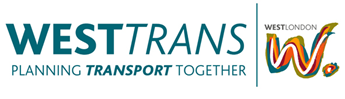 WESTTRANS
PLANNING TRANSPORT TOGETHER
WESTLONDON
W.